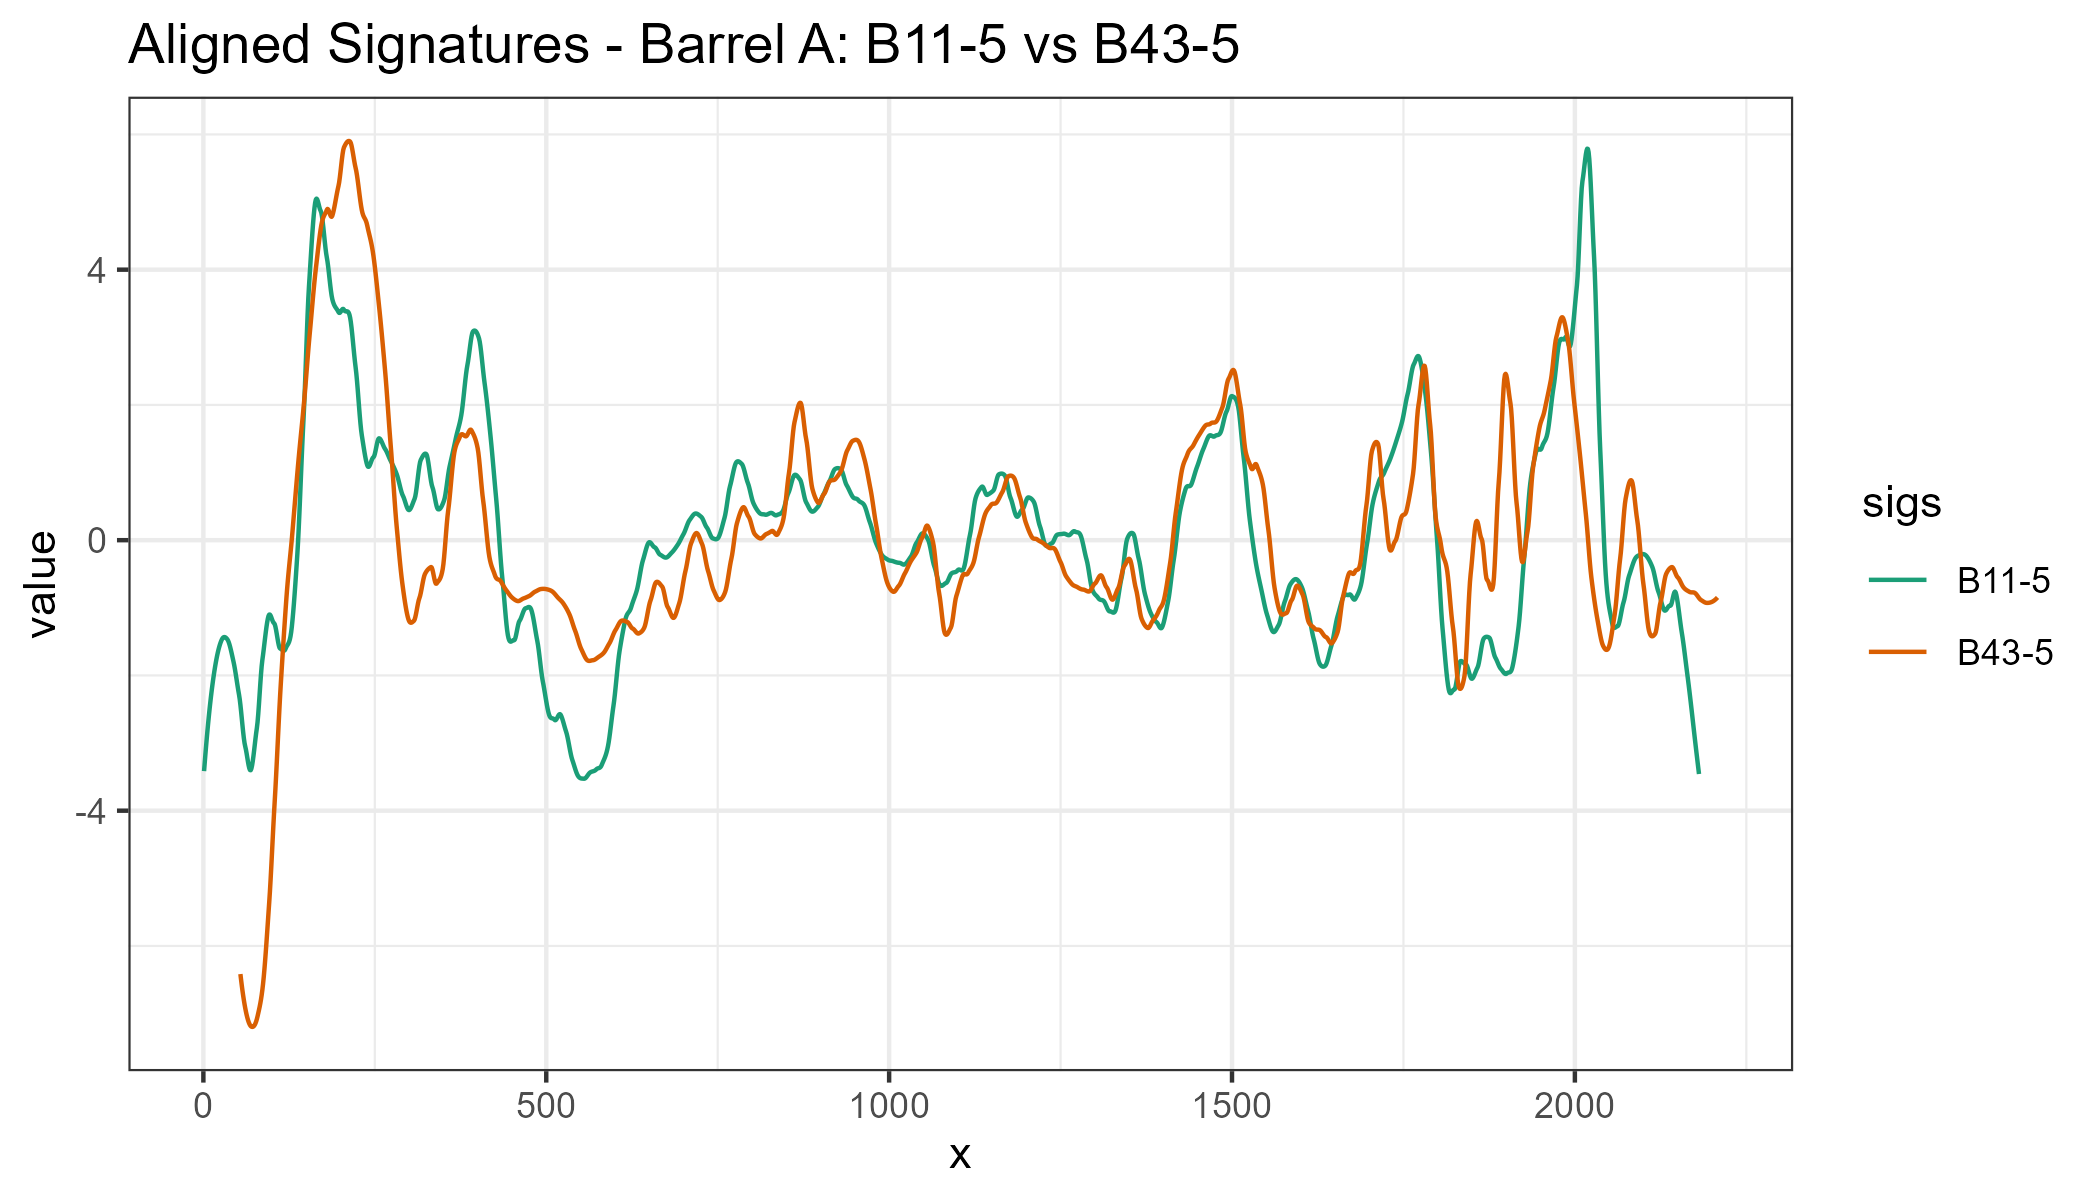 Aligned Signatures - Barrel A: B11-5 vs B43-5
value
4
0
-4
0
500
1000
1500
2000
x
sigs
B11-5
B43-5